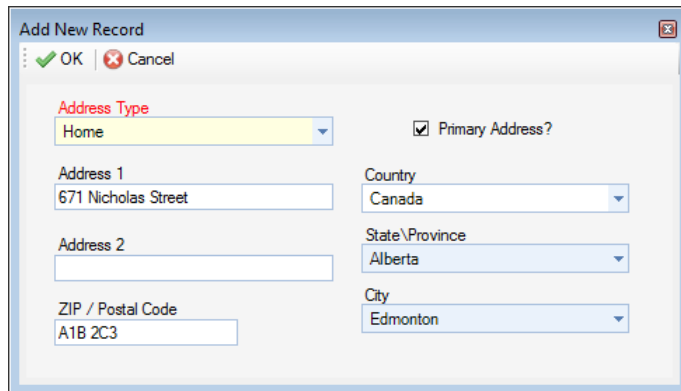 Add New Record
OK Cancel
Address Type
Home
Primary Address?
Address 1
671 Nicholas Street
Country
Canada
Address 2
State\Province
Alberta
ZIP / Postal Code
A1B 2C3
City
Edmonton